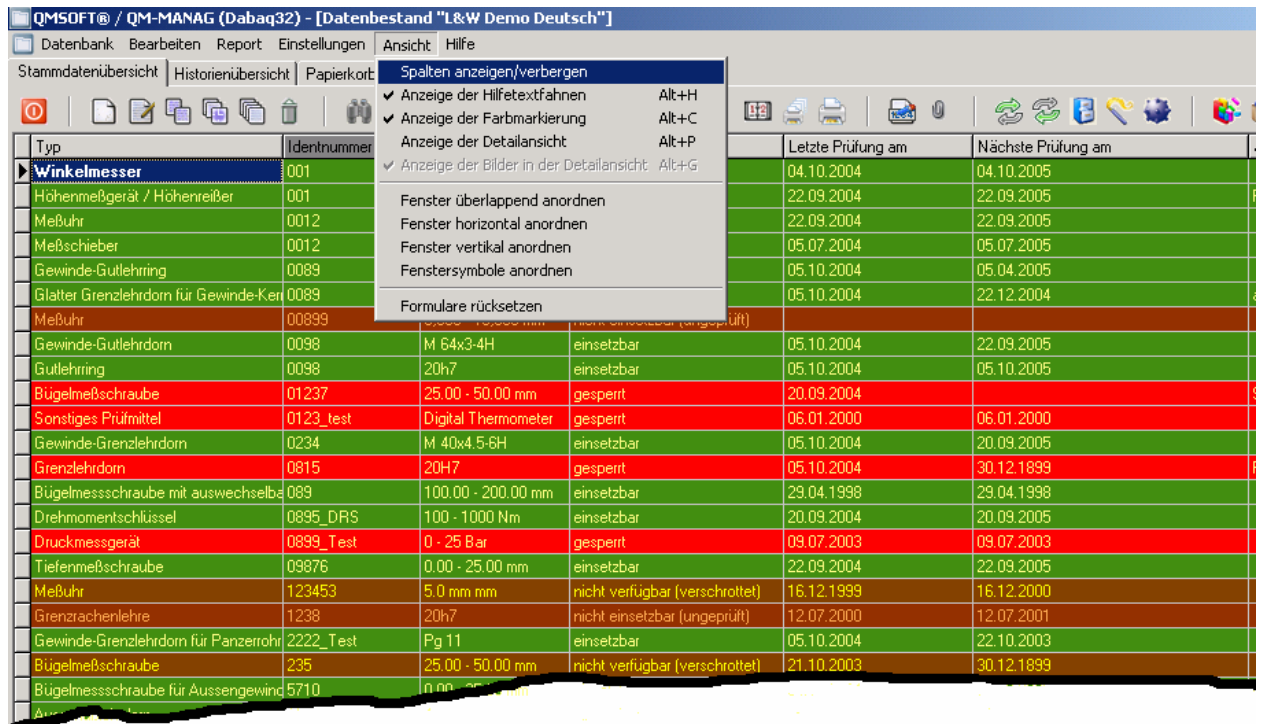 QMSOFT® / QM-MANAG (Dabaq32) - [Datenbestand "L&W Demo Deutsch"]
Datenbank Bearbeiten Report Einstellungen Ansicht Hilfe
Stammdatenübersicht Historienübersicht Papierkorb
Spalten anzeigen/verbergen
Anzeige der Hilfetextfahnen Alt+H
Anzeige der Farbmarkierung Alt+C
Anzeige der Detailansicht Alt+P
Anzeige der Bilder in der Detailansicht Alt+G
Fenster überlappend anordnen
Fenster horizontal anordnen
Fenster vertikal anordnen
Fenstersymbole anordnen
Formulare rücksetzen
Typ Identnummer Letzte Prüfung am Nächste Prüfung am
Winkelmesser 001 04.10.2004 04.10.2005
Höhenmeßgerät / Höhenreißer 001 22.09.2004 22.09.2005
Meßuhr 0012 22.09.2004 22.09.2005
Meßschieber 0012 05.07.2004 05.07.2005
Gewinde-Gutlehrring 0089 05.10.2004 05.04.2005
Glatter Grenzlehrdorn für Gewinde-Ker 0089 05.10.2004 22.12.2004
Meßuhr 00899 nicht einsetzbar (ungeprüft)
Gewinde-Gutlehrdorn 0098 M 64x3-4H einsetzbar 05.10.2004 22.09.2005
Gutlehrring 0098 20h7 einsetzbar 05.10.2004 05.10.2005
Bügelmeßschraube 01237 25.00 - 50.00 mm gesperrt 20.09.2004
Sonstiges Prüfmittel 0123_test Digital Thermometer gesperrt 06.01.2000 06.01.2000
Gewinde-Grenzlehrdorn 0234 M 40x4.5-6H einsetzbar 05.10.2004 20.09.2005
Grenzlehrdorn 0815 20H7 gesperrt 05.10.2004 30.12.1899
Bügelmessschraube mit auswechselba 089 100.00 - 200.00 mm einsetzbar 29.04.1998 29.04.1998
Drehmomentschlüssel 0895_DRS 100 - 1000 Nm einsetzbar 20.09.2004 20.09.2005
Druckmessgerät 0899_Test 0 - 25 Bar gesperrt 09.07.2003 09.07.2003
Tiefenmeßschraube 09876 0.00 - 25.00 mm einsetzbar 22.09.2004 22.09.2005
Meßuhr 123453 5.0 mm mm nicht verfügbar (verschrottet) 16.12.1999 16.12.2000
Grenzrachenlehre 1238 20h7 nicht einsetzbar (ungeprüft) 12.07.2000 12.07.2001
Gewinde-Grenzlehrdorn für Panzerrohr 2222_Test Pg 11 einsetzbar 05.10.2004 22.10.2003
Bügelmeßschraube 235 25.00 - 50.00 mm nicht verfügbar (verschrottet) 21.10.2003 30.12.1899
Bügelmessschraube für Aussengewind 5710